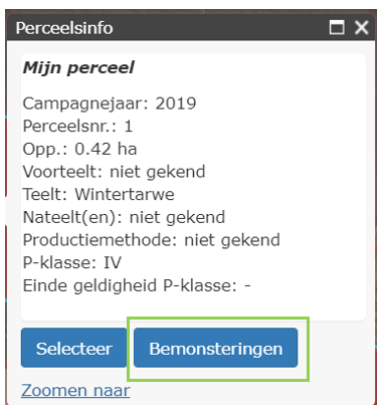 Perceelsinfo
Mijn perceel
Campagnejaar: 2019
Perceelsnr.: 1
Opp.: 0.42 ha
Voorteelt: niet gekend
Teelt: Wintertarwe
Nateelt(en): niet gekend
Productiemethode: niet gekend
P-klasse: IV
Einde geldigheid P-klasse: -
Selecteer Bemonsteringen
Zoomen naar